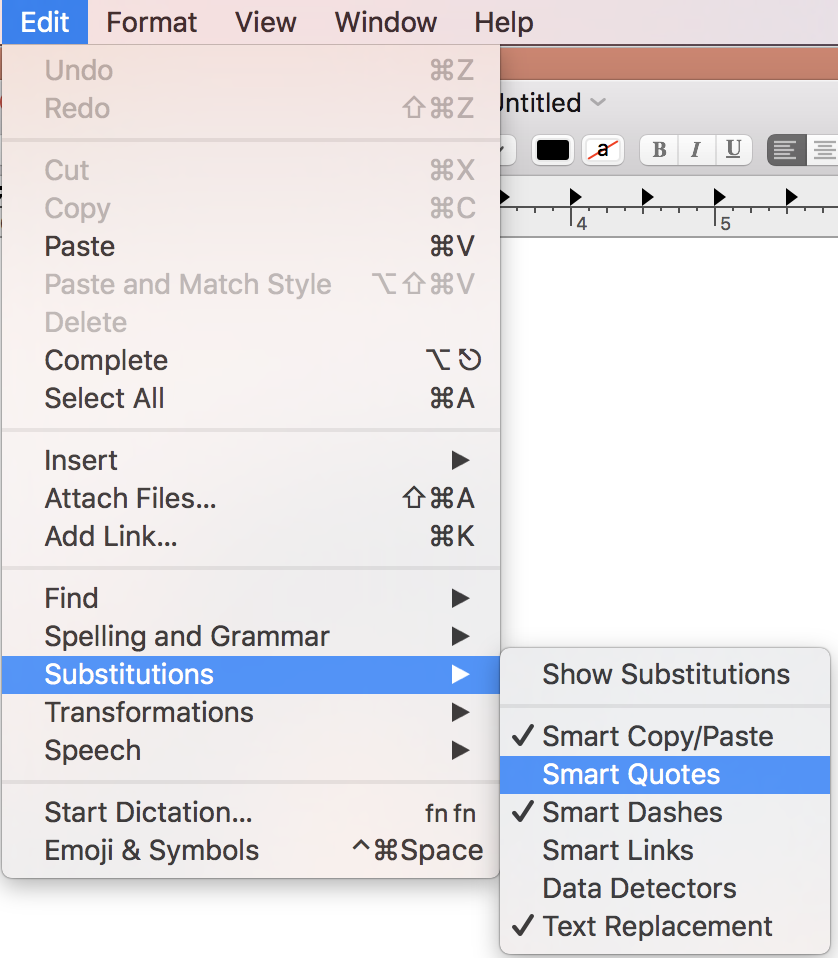 Edit Format View Window Help
Untitled
Undo ⌘Z
Redo ⇧⌘Z
a B I U
Cut ⌘X
Copy ⌘C
4 5
Paste ⌘V
Paste and Match Style ⌥⇧⌘V
Delete
Complete ⌥⎋
Select All ⌘A
Insert ▶
Attach Files... ⇧⌘A
Add Link... ⌘K
Find ▶
Spelling and Grammar ▶
Substitutions ▶
Transformations ▶
Speech ▶
Start Dictation... fn fn
Emoji & Symbols ^⌘Space
Show Substitutions
✓ Smart Copy/Paste
Smart Quotes
✓ Smart Dashes
Smart Links
Data Detectors
✓ Text Replacement